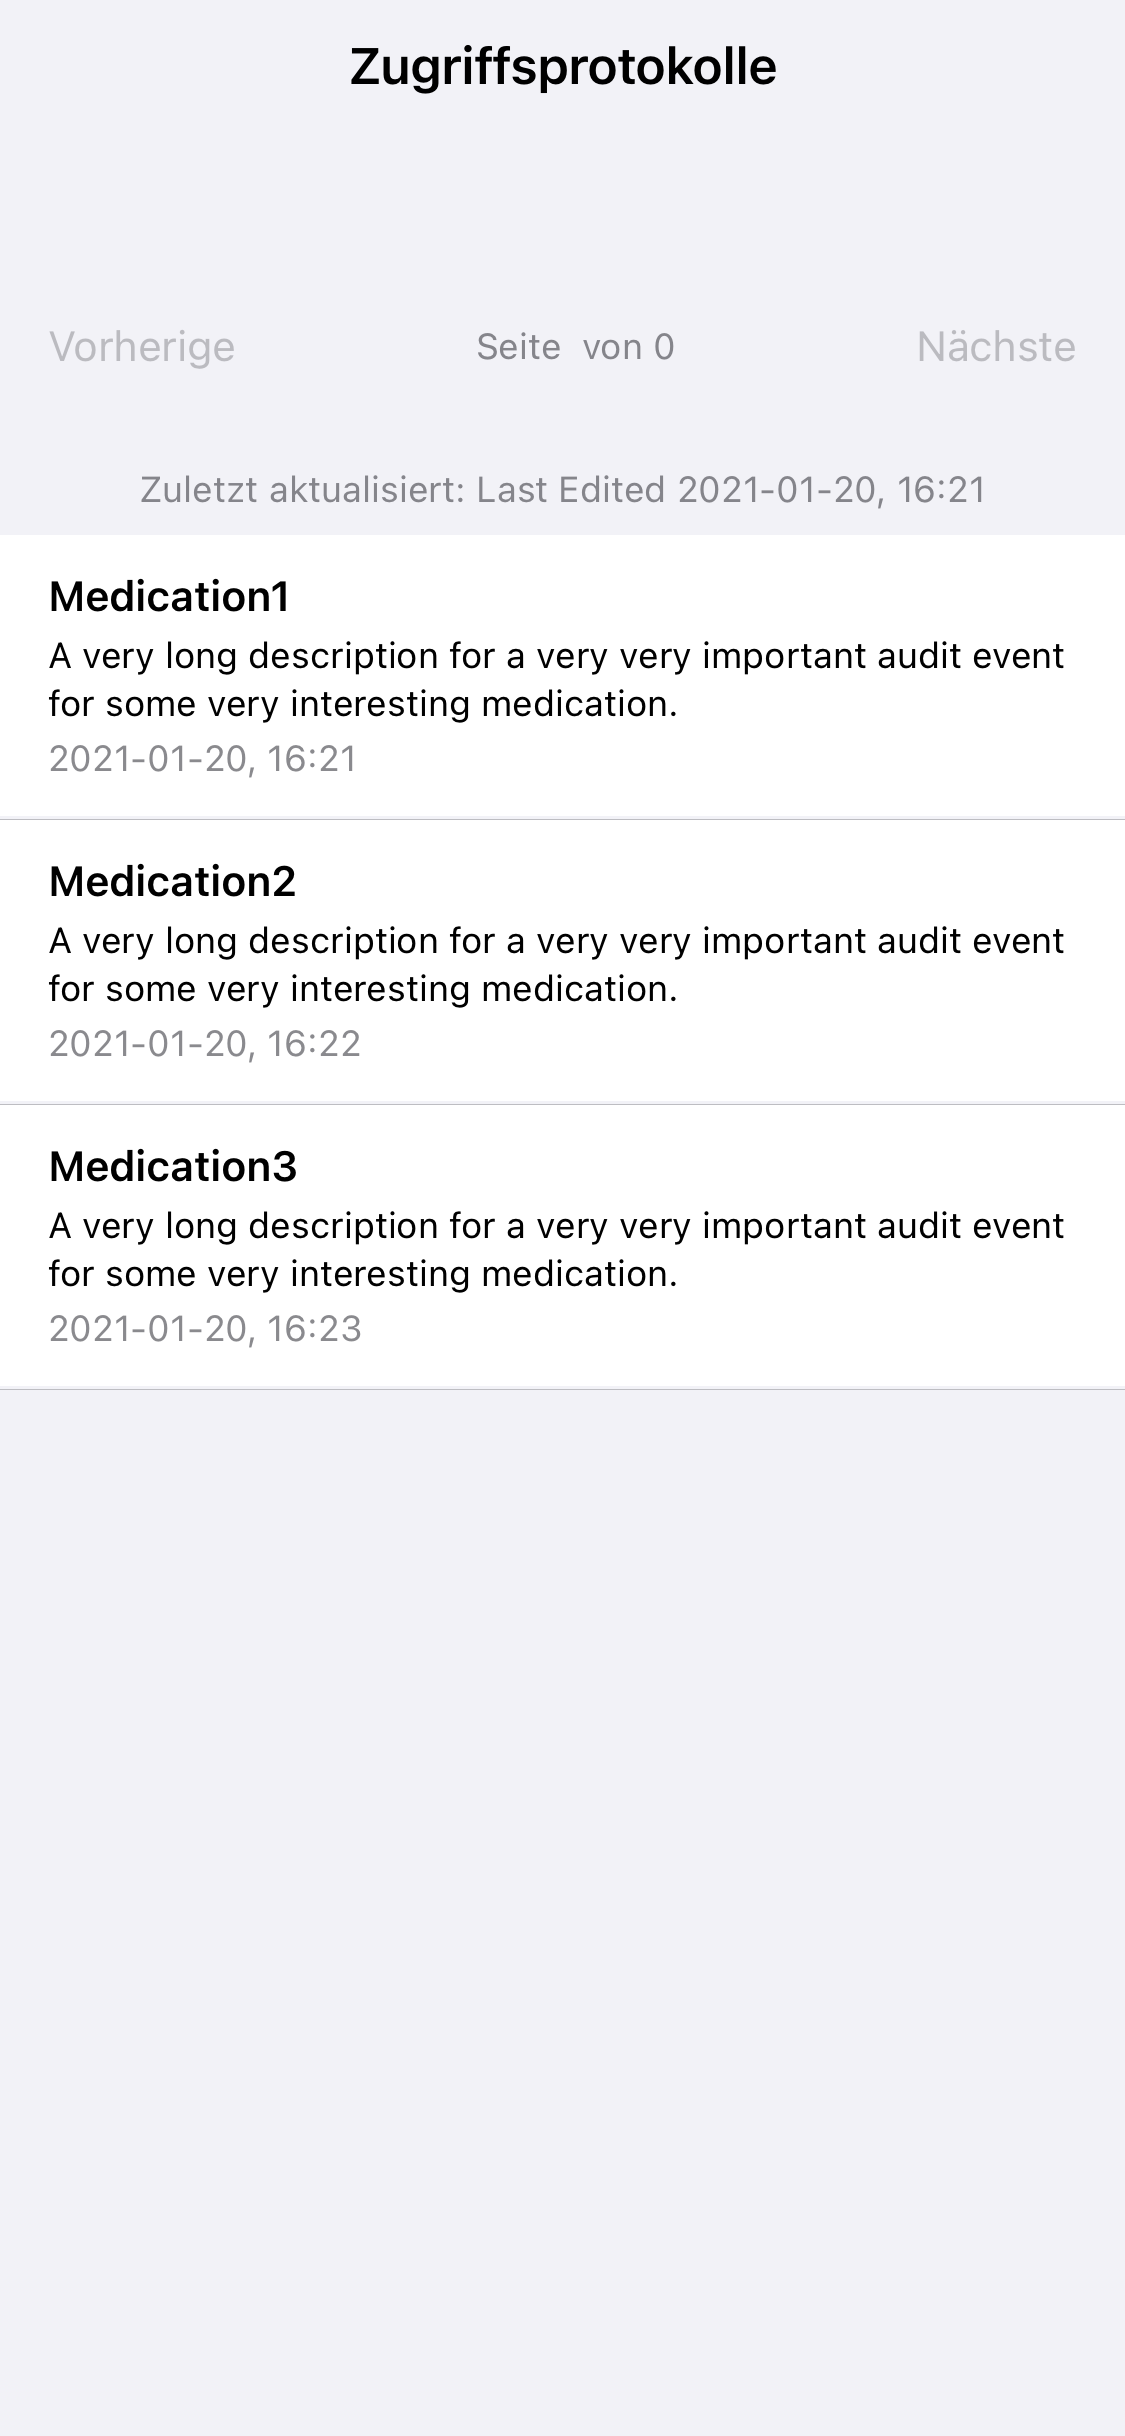 Zugriffsprotokolle
Vorherige Seite von 0 Nächste
Zuletzt aktualisiert: Last Edited 2021-01-20, 16:21
Medication1
A very long description for a very very important audit event
for some very interesting medication.
2021-01-20, 16:21
Medication2
A very long description for a very very important audit event
for some very interesting medication.
2021-01-20, 16:22
Medication3
A very long description for a very very important audit event
for some very interesting medication.
2021-01-20, 16:23